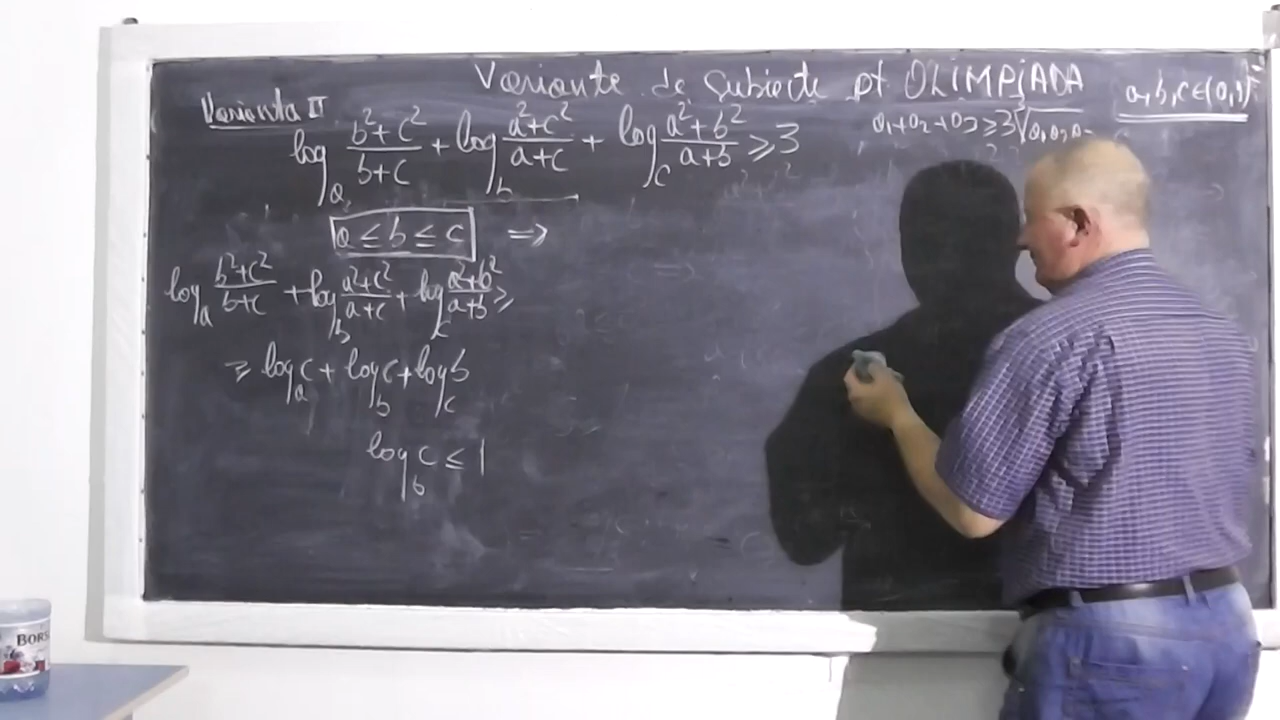 Variante de subiecte pt OLIMPIADA
a,b,c∈(0,1)
Varianta II
a₁+a₂+a₃≥3∛a₁a₂a₃
log_a (b²+c²)/(b+c) + log_b (a²+c²)/(a+c) + log_c (a²+b²)/(a+b) ≥ 3
a ≤ b ≤ c ⇒
log_a (b²+c²)/(b+c) + log_b (a²+c²)/(a+c) + log_c (a²+b²)/(a+b) ≥
≥ log_a c + log_b c + log_c b
log_b c ≤ 1
BORS